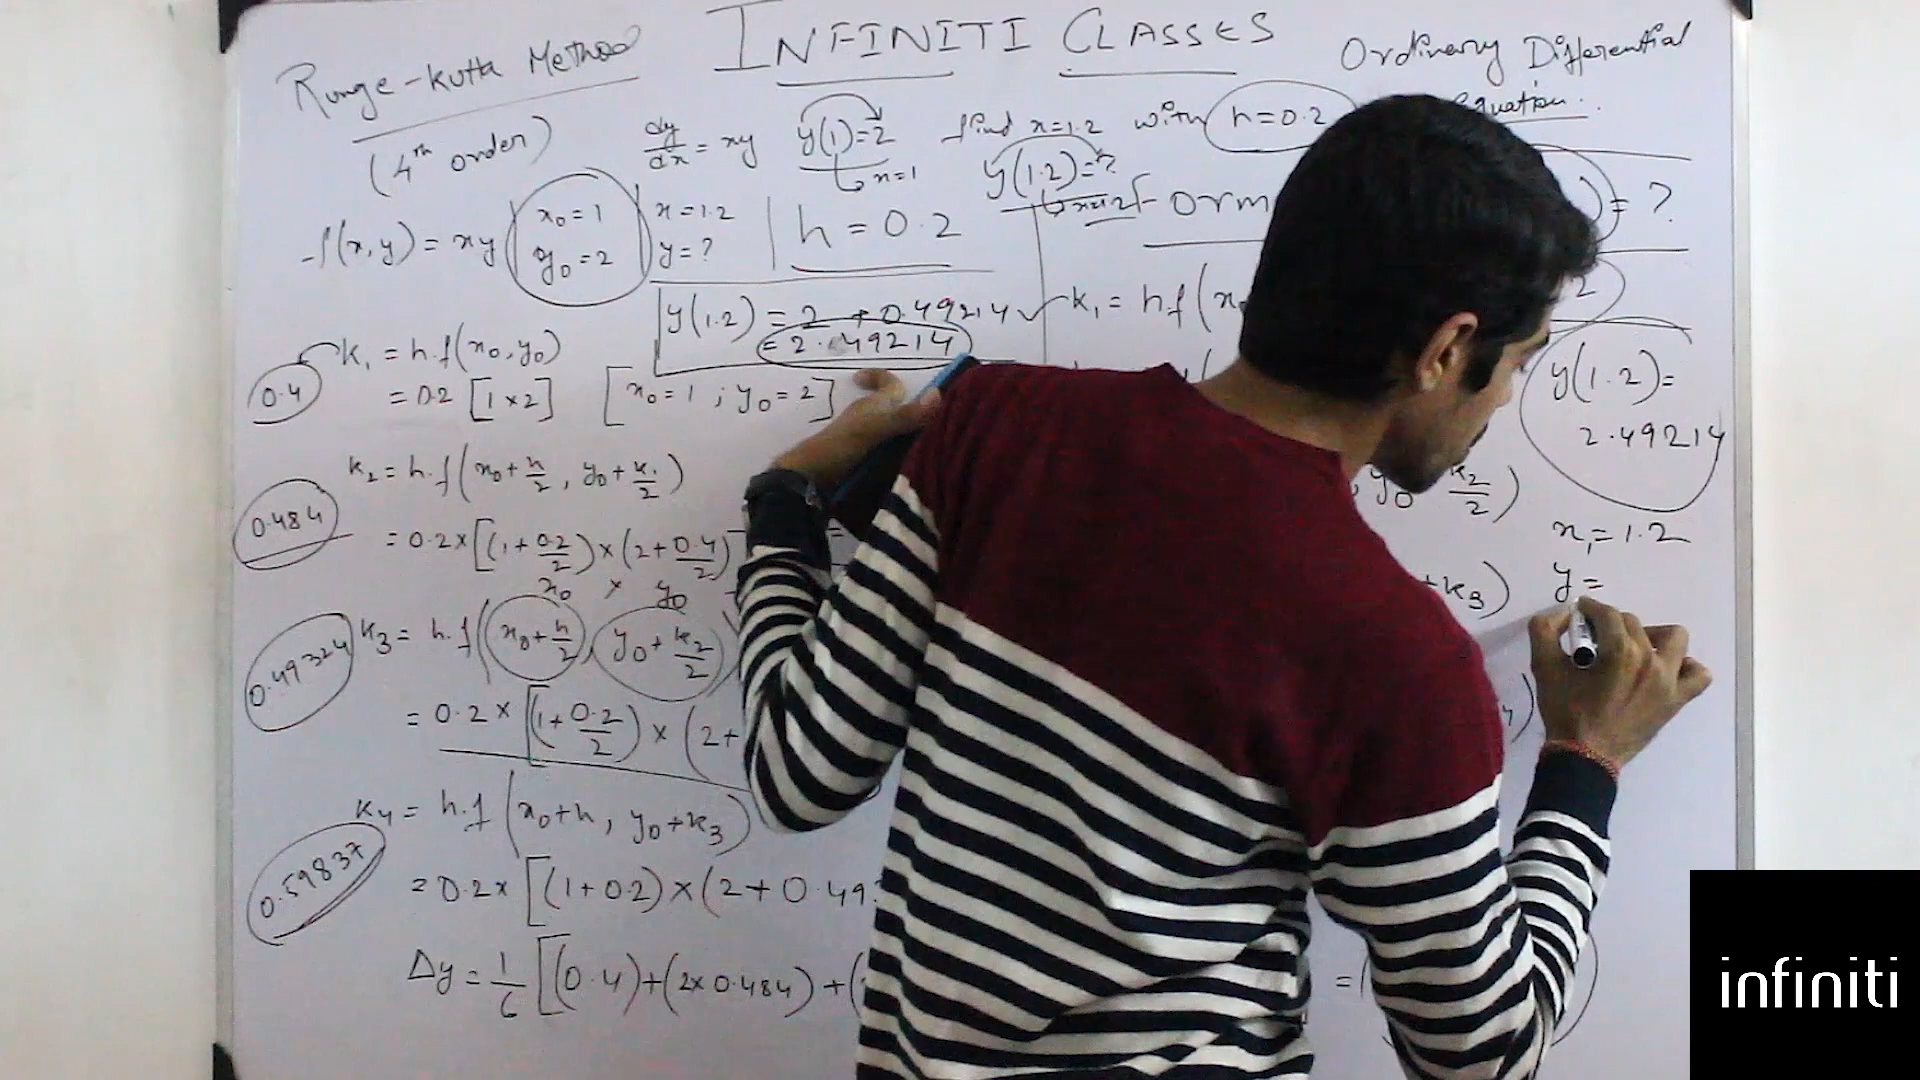 INFINITI CLASSES
Runge-Kutta Method
(4th order)
Ordinary Differential
Equation.
dy/dx = xy y(1)=2 find x=1.2 with h=0.2
↳ x=1
y(1.2)=?
f(x,y) = xy | x0=1 | x=1.2 | h=0.2
y0=2 | y=?
y(1.2) = 2 + 0.49214
= 2.49214
0.4 K1 = h.f(x0,y0)
= 0.2 [1×2] [x0=1 ; y0=2]
K2 = h.f(x0+h/2, y0+K1/2)
0.484
= 0.2×[(1+0.2/2)×(2+0.4/2)
x0 × y0
0.49324 K3 = h.f(x0+h/2, y0+K2/2)
= 0.2×[(1+0.2/2)×(2+
K4 = h.f(x0+h, y0+K3)
0.59837
= 0.2×[(1+0.2)×(2+0.49
Δy = 1/6 [(0.4)+(2×0.484)+(
Form
)=?
K1 = h.f(x0
2
, y0 K2/2)
+K3)
)
=(
y(1.2)=
2.49214
x1=1.2
y=
infiniti